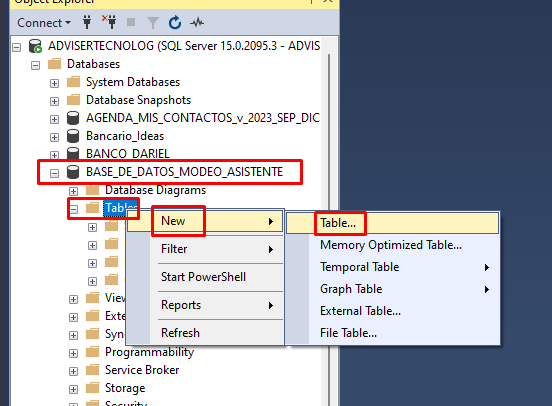 Object Explorer
Connect
ADVISERTECNOLOG (SQL Server 15.0.2095.3 - ADVIS
Databases
System Databases
Database Snapshots
AGENDA_MIS_CONTACTOS_v_2023_SEP_DIC
Bancario_Ideas
BANCO_DARIEL
BASE_DE_DATOS_MODEO_ASISTENTE
Database Diagrams
Tables
New
Filter
Start PowerShell
Reports
Refresh
Table...
Memory Optimized Table...
Temporal Table
Graph Table
External Table...
File Table...
Vie
Exte
Syn
Programmability
Service Broker
Storage
Security